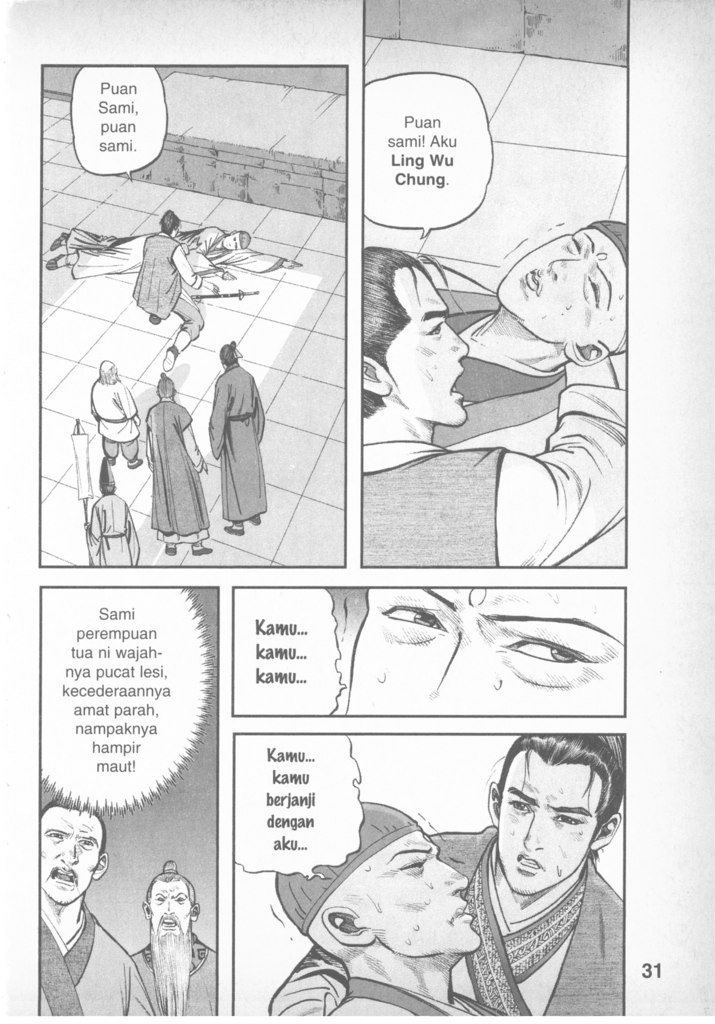 Puan
Sami,
puan
sami.
Puan
sami! Aku
Ling Wu
Chung.
Sami
perempuan
tua ni wajah-
nya pucat lesi,
kecederaannya
amat parah,
nampaknya
hampir
maut!
Kamu...
kamu...
kamu...
Kamu...
kamu
berjanji
dengan
aku...
31